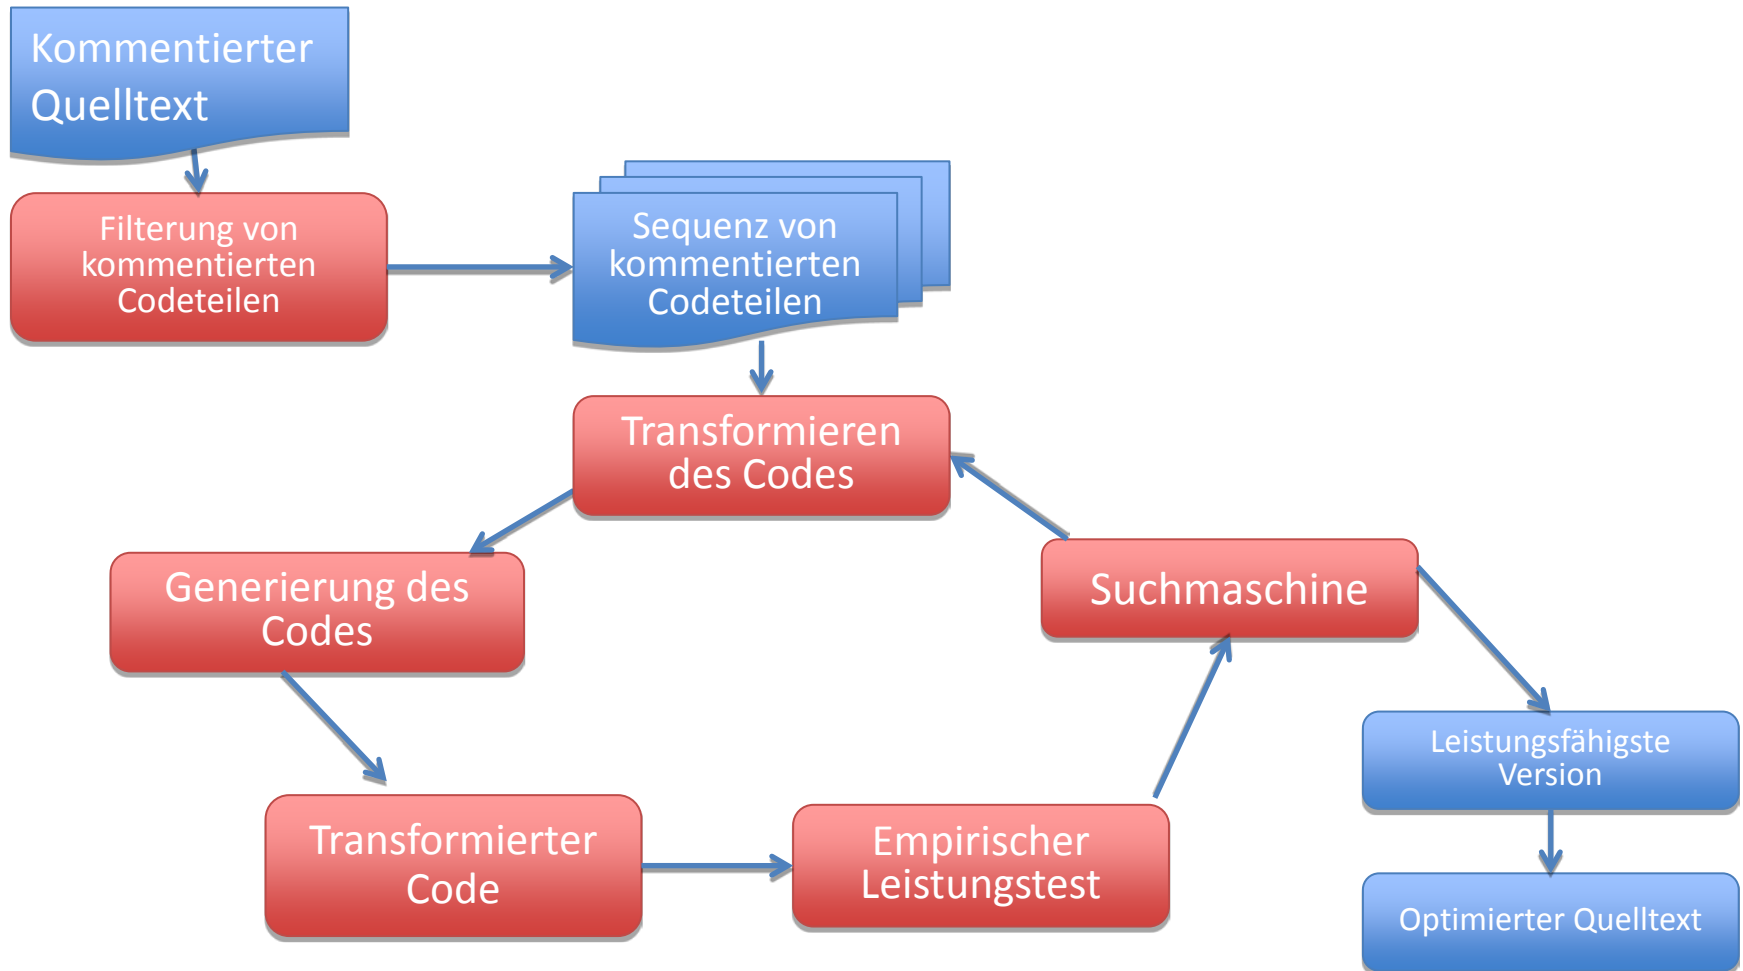 Kommentierter
Quelltext
Filterung von
kommentierten
Codeteilen
Sequenz von
kommentierten
Codeteilen
Transformieren
des Codes
Generierung des
Codes
Suchmaschine
Leistungsfähigste
Version
Transformierter
Code
Empirischer
Leistungstest
Optimierter Quelltext